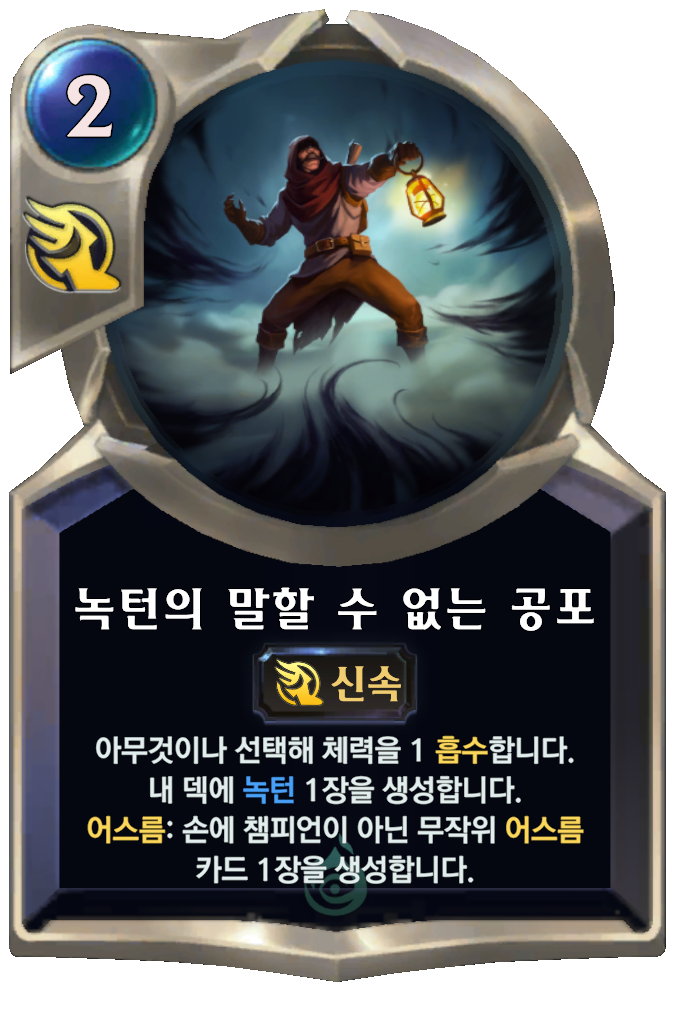 2
녹턴의 말할 수 없는 공포
신속
아무것이나 선택해 체력을 1 흡수합니다.
내 덱에 녹턴 1장을 생성합니다.
어스름: 손에 챔피언이 아닌 무작위 어스름
카드 1장을 생성합니다.